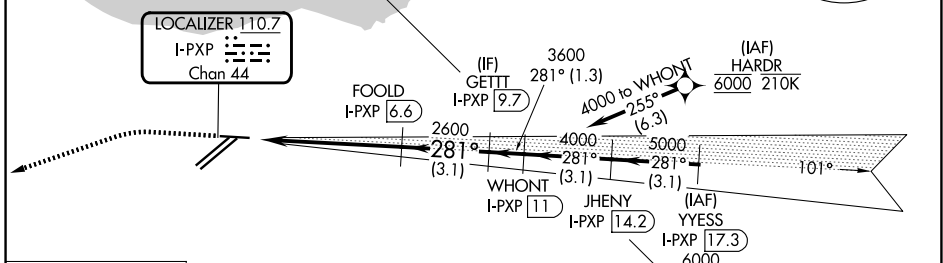 LOCALIZER 110.7
I-PXP
Chan 44
(IAF)
HARDR
6000 210K
4000 to WHONT
255°
(6.3)
3600
281° (1.3)
(IF)
GETTT
I-PXP 9.7
FOOLD
I-PXP 6.6
2600
281°
(3.1)
4000
281°
(3.1)
5000
281°
(3.1)
101°
WHONT
I-PXP 11
JHENY
I-PXP 14.2
(IAF)
YYESS
I-PXP 17.3
6000